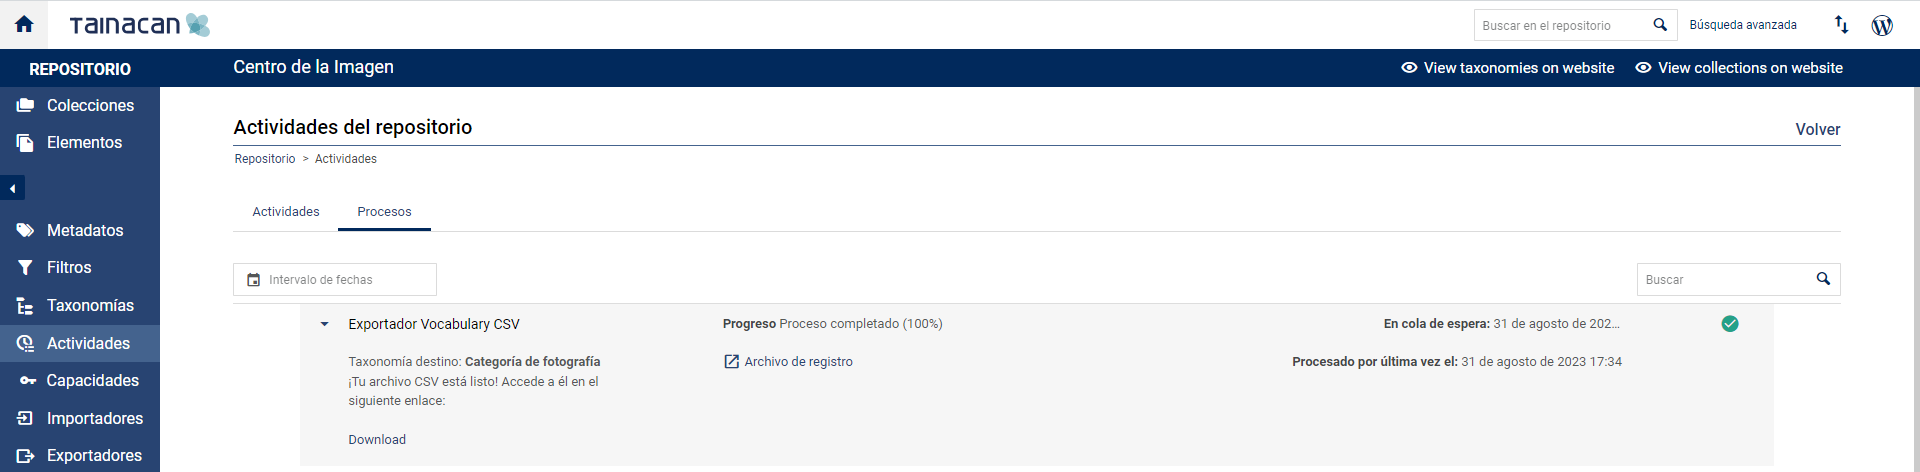 TAINACAN
Buscar en el repositorio
Búsqueda avanzada
REPOSITORIO
Centro de la Imagen
View taxonomies on website
View collections on website
Colecciones
Elementos
Metadatos
Filtros
Taxonomías
Actividades
Capacidades
Importadores
Exportadores
Actividades del repositorio
Volver
Repositorio > Actividades
Actividades
Procesos
Intervalo de fechas
Buscar
Exportador Vocabulary CSV
Progreso Proceso completado (100%)
En cola de espera: 31 de agosto de 202...
Taxonomía destino: Categoría de fotografía
¡Tu archivo CSV está listo! Accede a él en el
siguiente enlace:
Download
Archivo de registro
Procesado por última vez el: 31 de agosto de 2023 17:34